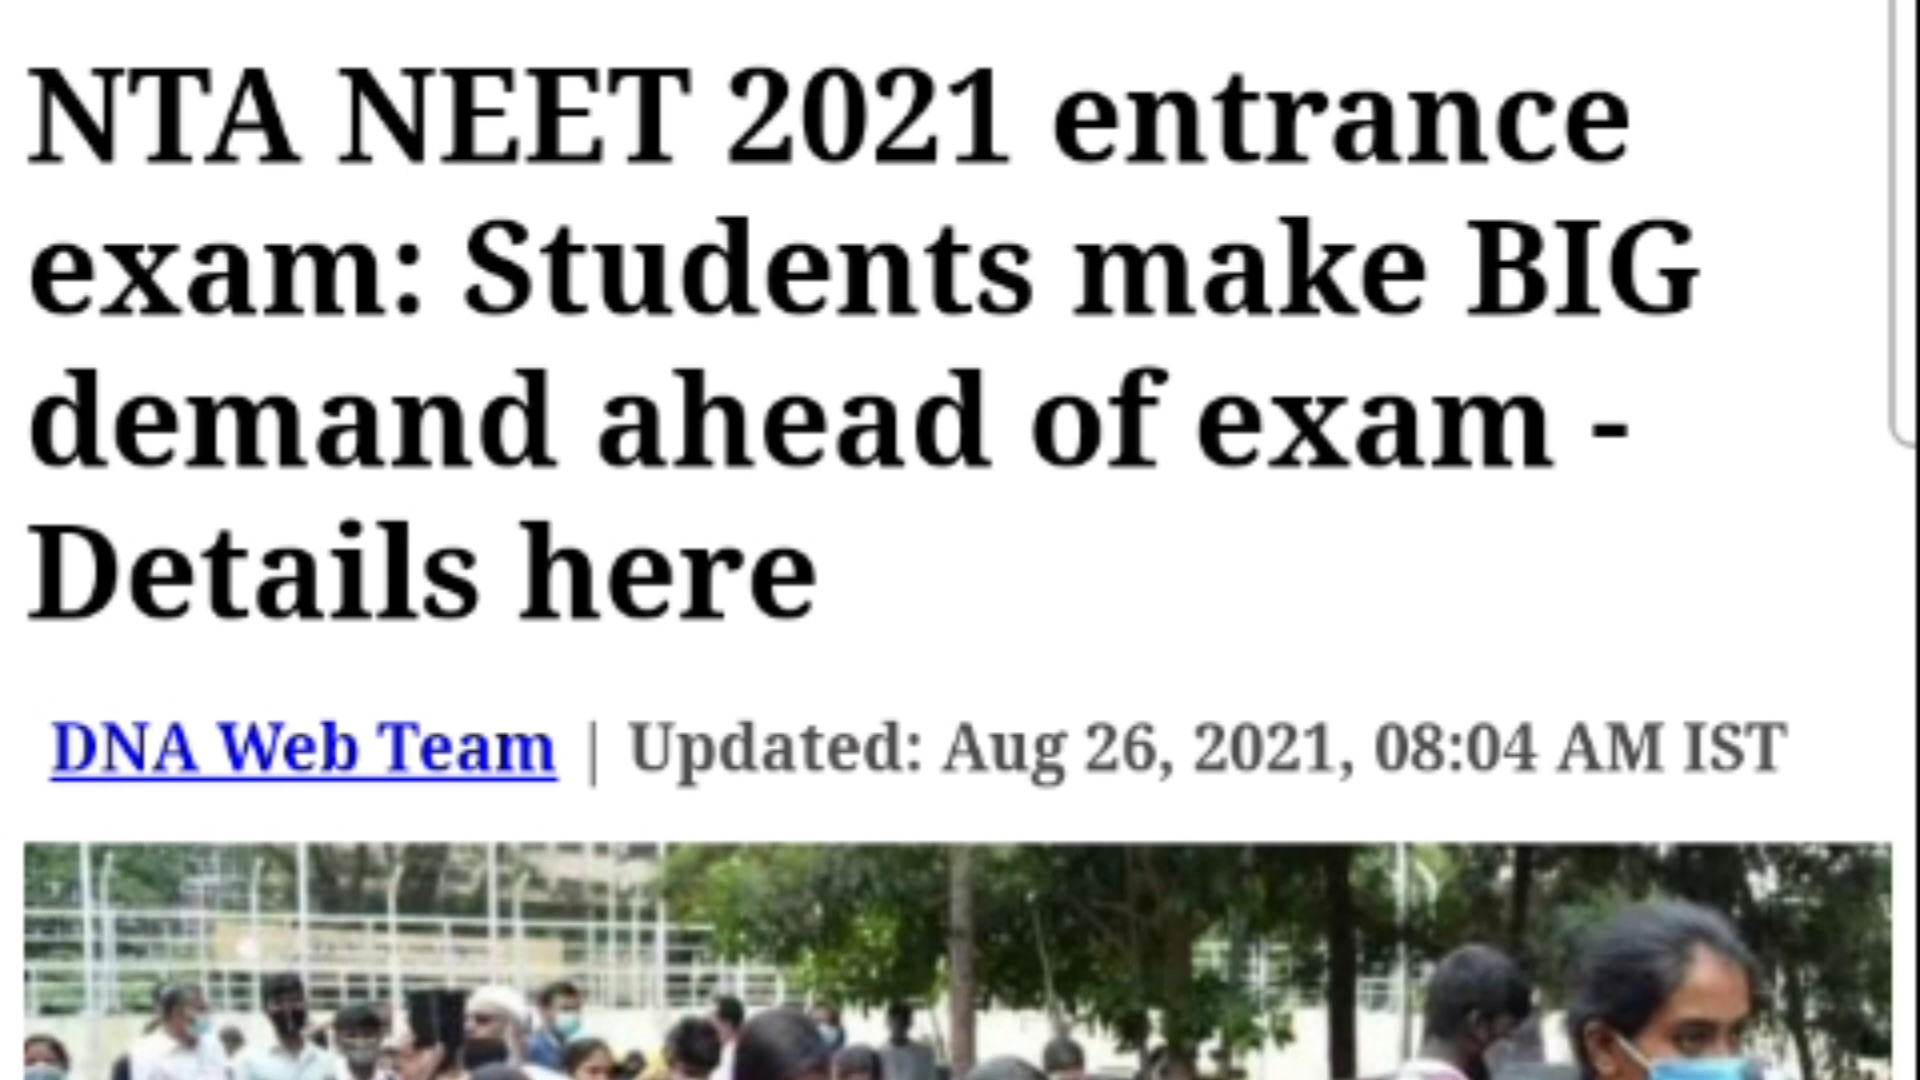 NTA NEET 2021 entrance
exam: Students make BIG
demand ahead of exam -
Details here
DNA Web Team | Updated: Aug 26, 2021, 08:04 AM IST